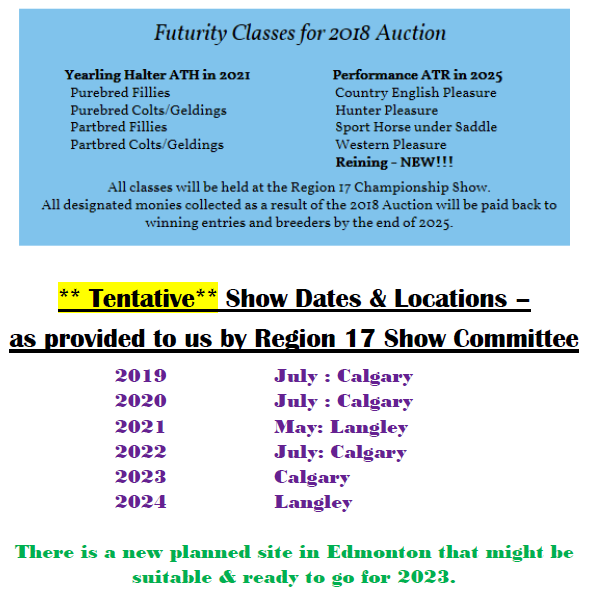 Futurity Classes for 2018 Auction
Yearling Halter ATH in 2021
Purebred Fillies
Purebred Colts/Geldings
Partbred Fillies
Partbred Colts/Geldings
Performance ATR in 2025
Country English Pleasure
Hunter Pleasure
Sport Horse under Saddle
Western Pleasure
Reining - NEW!!!
All classes will be held at the Region 17 Championship Show.
All designated monies collected as a result of the 2018 Auction will be paid back to
winning entries and breeders by the end of 2025.
** Tentative** Show Dates & Locations –
as provided to us by Region 17 Show Committee
2019 July : Calgary
2020 July : Calgary
2021 May: Langley
2022 July: Calgary
2023 Calgary
2024 Langley
There is a new planned site in Edmonton that might be
suitable & ready to go for 2023.